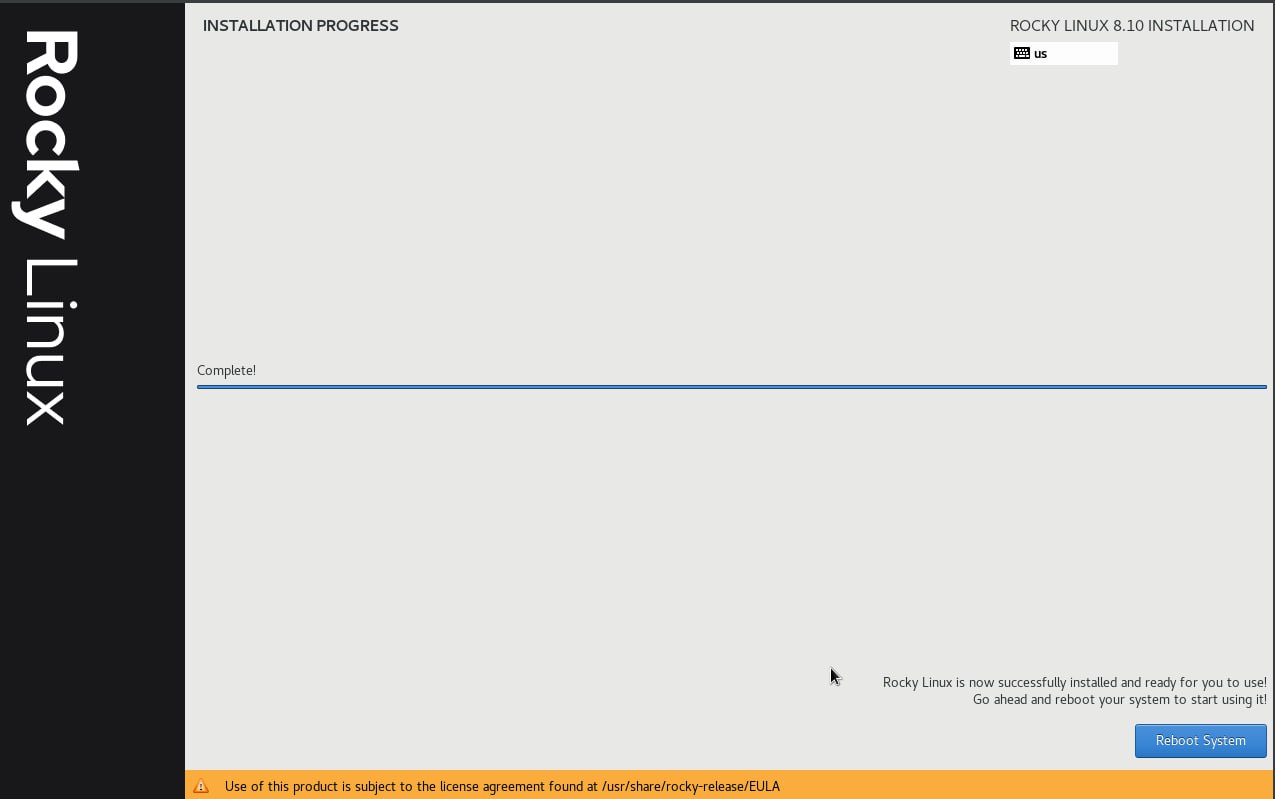 Rocky Linux
INSTALLATION PROGRESS
ROCKY LINUX 8.10 INSTALLATION
us
Complete!
Rocky Linux is now successfully installed and ready for you to use!
Go ahead and reboot your system to start using it!
Reboot System
Use of this product is subject to the license agreement found at /usr/share/rocky-release/EULA